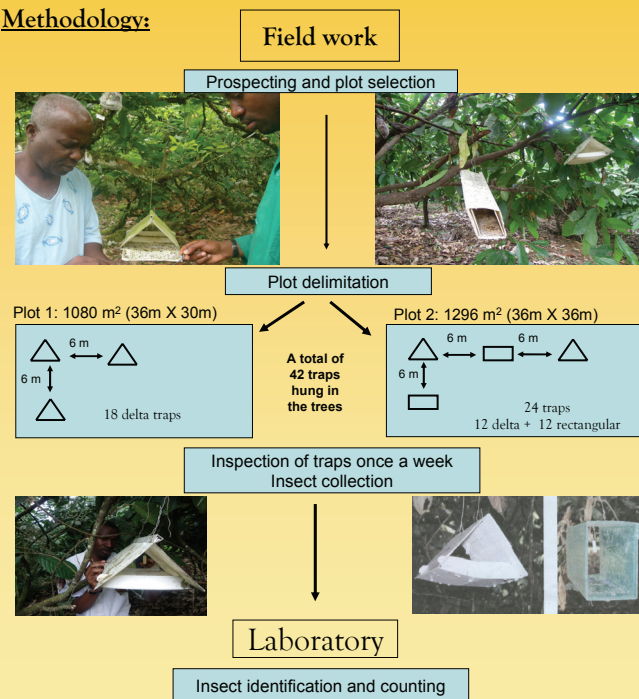 Methodology:
Field work
Prospecting and plot selection
Plot delimitation
Plot 1: 1080 m² (36m X 30m)
6 m
6 m
18 delta traps
A total of
42 traps
hung in
the trees
Plot 2: 1296 m² (36m X 36m)
6 m
6 m
6 m
24 traps
12 delta + 12 rectangular
Inspection of traps once a week
Insect collection
Laboratory
Insect identification and counting